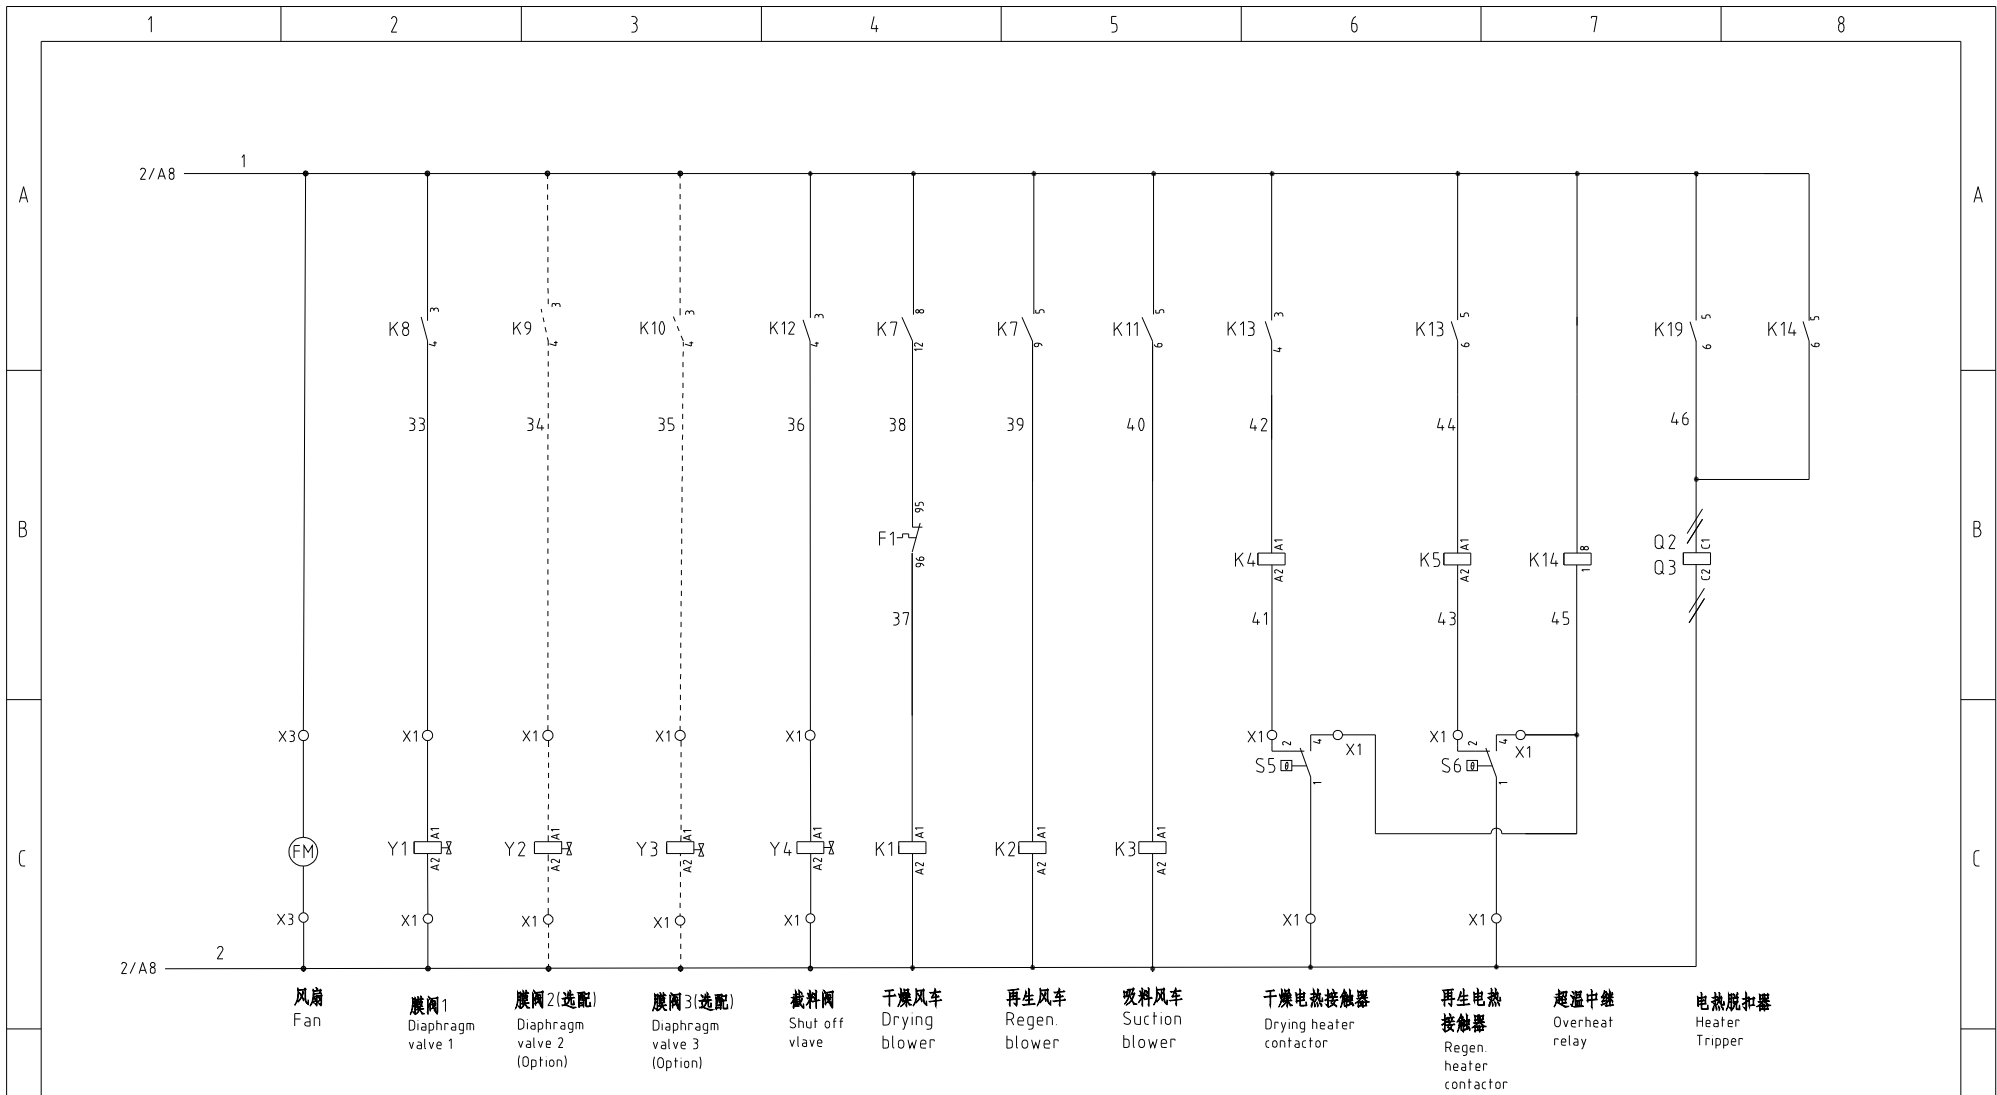 1 2 3 4 5 6 7 8
A A
1
2/A8
3 3 3 3 8 5 5 3 5 5 5
K8 K9 K10 K12 K7 K7 K11 K13 K13 K19 K14
4 4 4 4 12 9 6 4 6 6 6
33 34 35 36 38 39 40 42 44 46
95
B F1 B
96
A1 A1 8 Q2 C1
K4 K5 K14 Q3
A2 A2 1 C2
37 41 43 45
X3 X1 X1 X1 X1 X1 2 4 X1 X1 2 4 X1
S5 θ S6 θ
1 1
A1 A1 A1 A1 A1 A1 A1
C FM Y1 Y2 Y3 Y4 K1 K2 K3 C
A2 A2 A2 A2 A2 A2 A2
X3 X1 X1 X1 X1 X1 X1
2
2/A8
风扇
Fan
膜阀1
Diaphragm
valve 1
膜阀2(选配)
Diaphragm
valve 2
(Option)
膜阀3(选配)
Diaphragm
valve 3
(Option)
截料阀
Shut off
vlave
干燥风车
Drying
blower
再生风车
Regen.
blower
吸料风车
Suction
blower
干燥电热接触器
Drying heater
contactor
再生电热
接触器
Regen.
heater
contactor
超温中继
Overheat
relay
电热脱扣器
Heater
Tripper